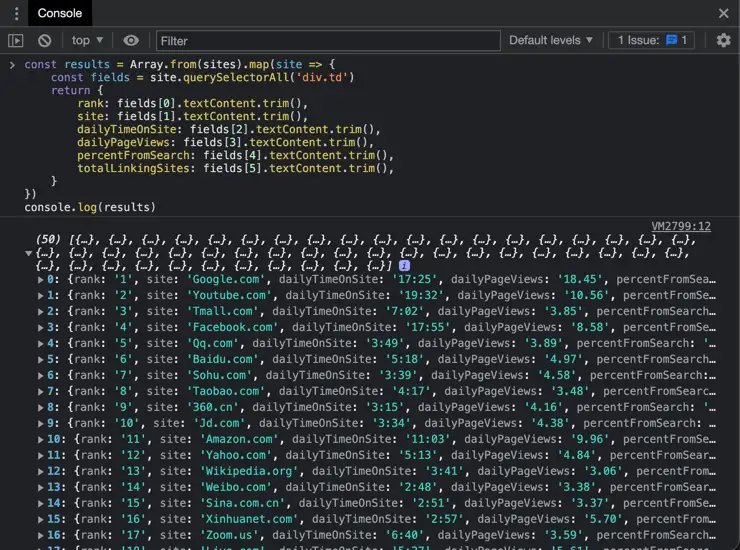 Console
top
Filter
Default levels
1 Issue: 1
const results = Array.from(sites).map(site => {
    const fields = site.querySelectorAll('div.td')
    return {
        rank: fields[0].textContent.trim(),
        site: fields[1].textContent.trim(),
        dailyTimeOnSite: fields[2].textContent.trim(),
        dailyPageViews: fields[3].textContent.trim(),
        percentFromSearch: fields[4].textContent.trim(),
        totalLinkingSites: fields[5].textContent.trim(),
    }
})
console.log(results)
VM2799:12
(50) [{…}, {…}, {…}, {…}, {…}, {…}, {…}, {…}, {…}, {…}, {…}, {…}, {…}, {…}, {…}, {…}, {…}, {…}, {…},
{…}, {…}, {…}, {…}, {…}, {…}, {…}, {…}, {…}, {…}, {…}, {…}, {…}, {…}, {…}, {…}, {…}, {…}, {…}, {…}, {…},
{…}, {…}, {…}, {…}, {…}, {…}, {…}, {…}, {…}, {…}]
0: {rank: '1', site: 'Google.com', dailyTimeOnSite: '17:25', dailyPageViews: '18.45', percentFromSea…
1: {rank: '2', site: 'Youtube.com', dailyTimeOnSite: '19:32', dailyPageViews: '10.56', percentFromSe…
2: {rank: '3', site: 'Tmall.com', dailyTimeOnSite: '7:02', dailyPageViews: '3.85', percentFromSearch…
3: {rank: '4', site: 'Facebook.com', dailyTimeOnSite: '17:55', dailyPageViews: '8.58', percentFromSe…
4: {rank: '5', site: 'Qq.com', dailyTimeOnSite: '3:49', dailyPageViews: '3.89', percentFromSearch: '…
5: {rank: '6', site: 'Baidu.com', dailyTimeOnSite: '5:18', dailyPageViews: '4.97', percentFromSearch…
6: {rank: '7', site: 'Sohu.com', dailyTimeOnSite: '3:39', dailyPageViews: '4.58', percentFromSearch:…
7: {rank: '8', site: 'Taobao.com', dailyTimeOnSite: '4:17', dailyPageViews: '3.48', percentFromSearc…
8: {rank: '9', site: '360.cn', dailyTimeOnSite: '3:15', dailyPageViews: '4.16', percentFromSearch: '…
9: {rank: '10', site: 'Jd.com', dailyTimeOnSite: '3:34', dailyPageViews: '4.38', percentFromSearch: …
10: {rank: '11', site: 'Amazon.com', dailyTimeOnSite: '11:03', dailyPageViews: '9.96', percentFromSe…
11: {rank: '12', site: 'Yahoo.com', dailyTimeOnSite: '5:13', dailyPageViews: '4.84', percentFromSear…
12: {rank: '13', site: 'Wikipedia.org', dailyTimeOnSite: '3:41', dailyPageViews: '3.06', percentFrom…
13: {rank: '14', site: 'Weibo.com', dailyTimeOnSite: '2:48', dailyPageViews: '3.38', percentFromSear…
14: {rank: '15', site: 'Sina.com.cn', dailyTimeOnSite: '2:51', dailyPageViews: '3.37', percentFromSe…
15: {rank: '16', site: 'Xinhuanet.com', dailyTimeOnSite: '2:57', dailyPageViews: '5.70', percentFrom…
16: {rank: '17', site: 'Zoom.us', dailyTimeOnSite: '6:40', dailyPageViews: '3.59', percentFromSearch…